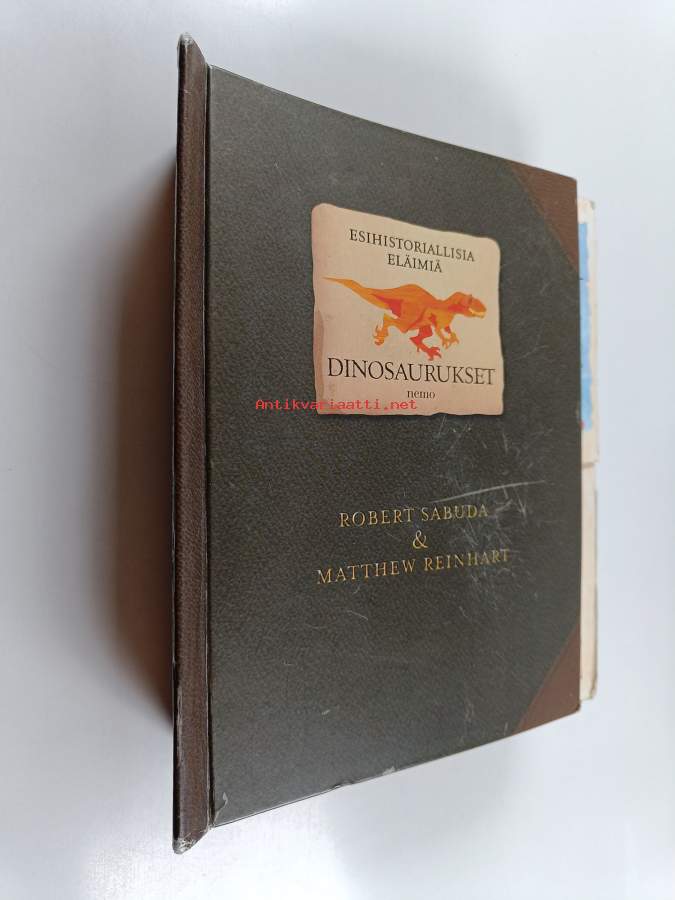 ESIHISTORIALLISIA
ELÄIMIÄ
DINOSAURUKSET
nemo
Antikvariaatti.net
ROBERT SABUDA
&
MATTHEW REINHART